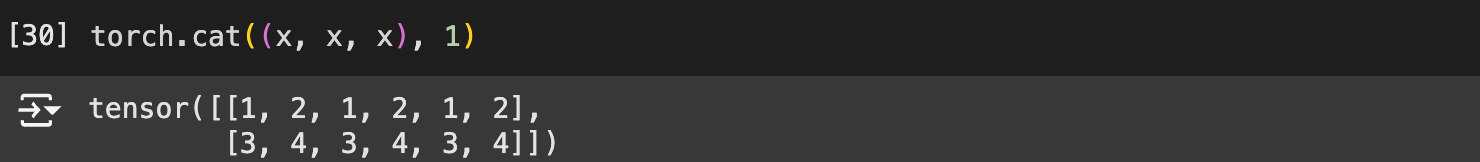 [30] torch.cat((x, x, x), 1)
tensor([[1, 2, 1, 2, 1, 2],
[3, 4, 3, 4, 3, 4]])